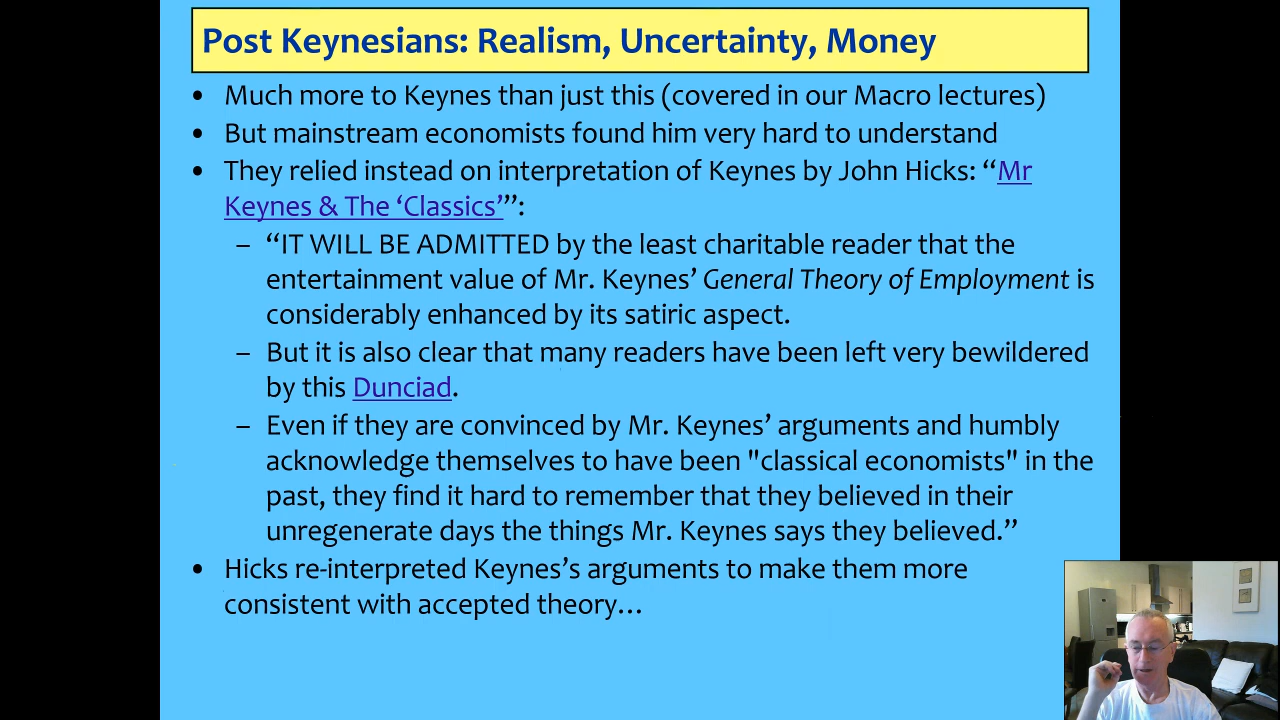 Post Keynesians: Realism, Uncertainty, Money
• Much more to Keynes than just this (covered in our Macro lectures)
• But mainstream economists found him very hard to understand
• They relied instead on interpretation of Keynes by John Hicks: “Mr
Keynes & The ‘Classics’”:
– “IT WILL BE ADMITTED by the least charitable reader that the
entertainment value of Mr. Keynes’ General Theory of Employment is
considerably enhanced by its satiric aspect.
– But it is also clear that many readers have been left very bewildered
by this Dunciad.
– Even if they are convinced by Mr. Keynes’ arguments and humbly
acknowledge themselves to have been "classical economists" in the
past, they find it hard to remember that they believed in their
unregenerate days the things Mr. Keynes says they believed.”
• Hicks re-interpreted Keynes’s arguments to make them more
consistent with accepted theory…